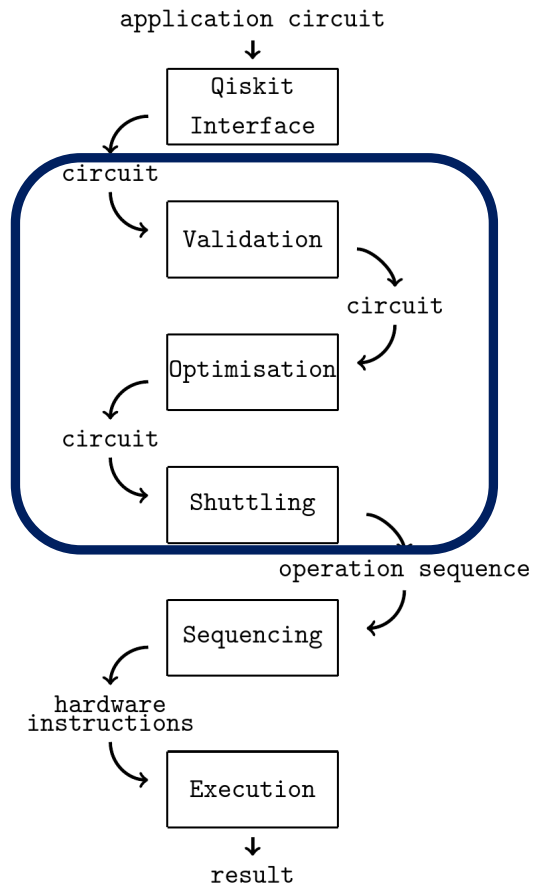 application circuit
Qiskit
Interface
circuit
Validation
circuit
Optimisation
circuit
Shuttling
operation sequence
Sequencing
hardware
instructions
Execution
result